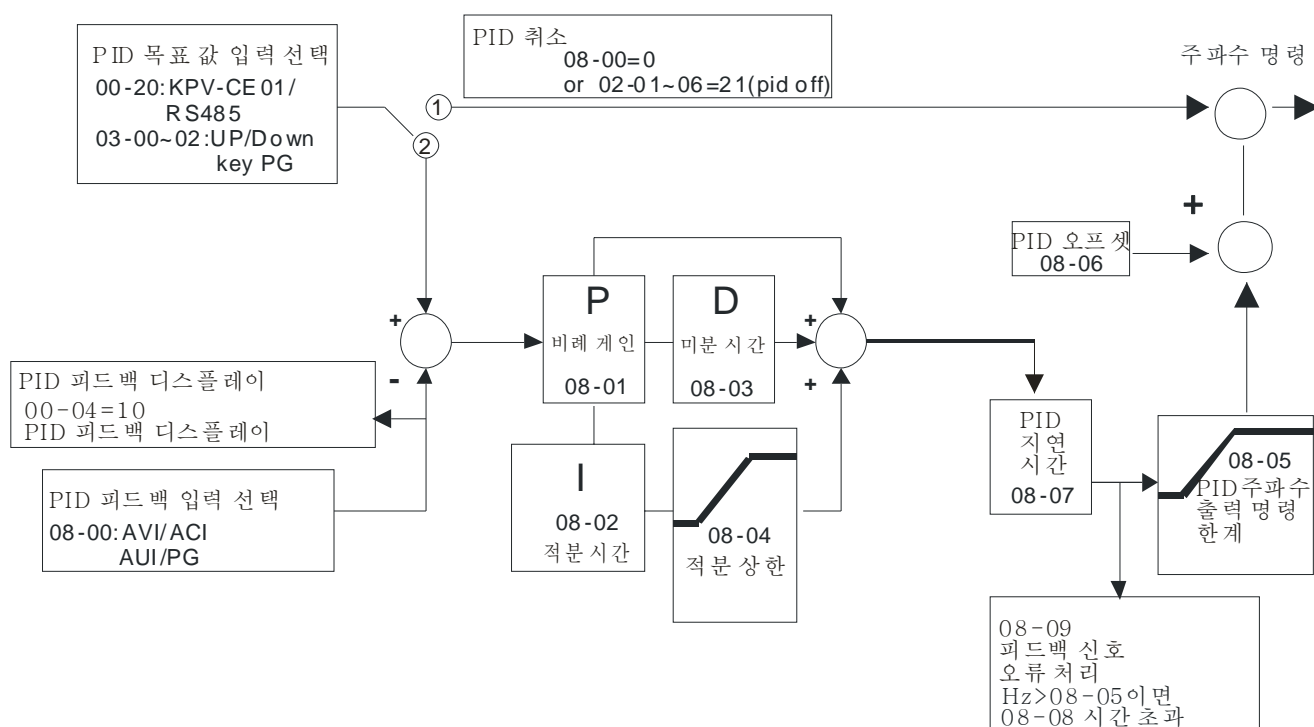 PID 목표값 입력 선택
00-20: KPV-CE01/
RS485
03-00~02:UP/Down
key PG
PID 취소
08-00=0
or 02-01~06=21(pid off)
주파수 명령
1
2
+
PID 오프셋
08-06
P
비례 게인
08-01
D
미분 시간
08-03
+
-
+
+
PID 피드백 디스플레이
00-04=10
PID 피드백 디스플레이
PID 피드백 입력 선택
08-00: AVI/ACI
AUI/PG
I
08-02
적분시간
08-04
적분 상한
PID
지연
시간
08-07
08-05
PID주파수
출력 명령
한계
08-09
피드백 신호
오류 처리
Hz>08-05이면
08-08 시간 초과